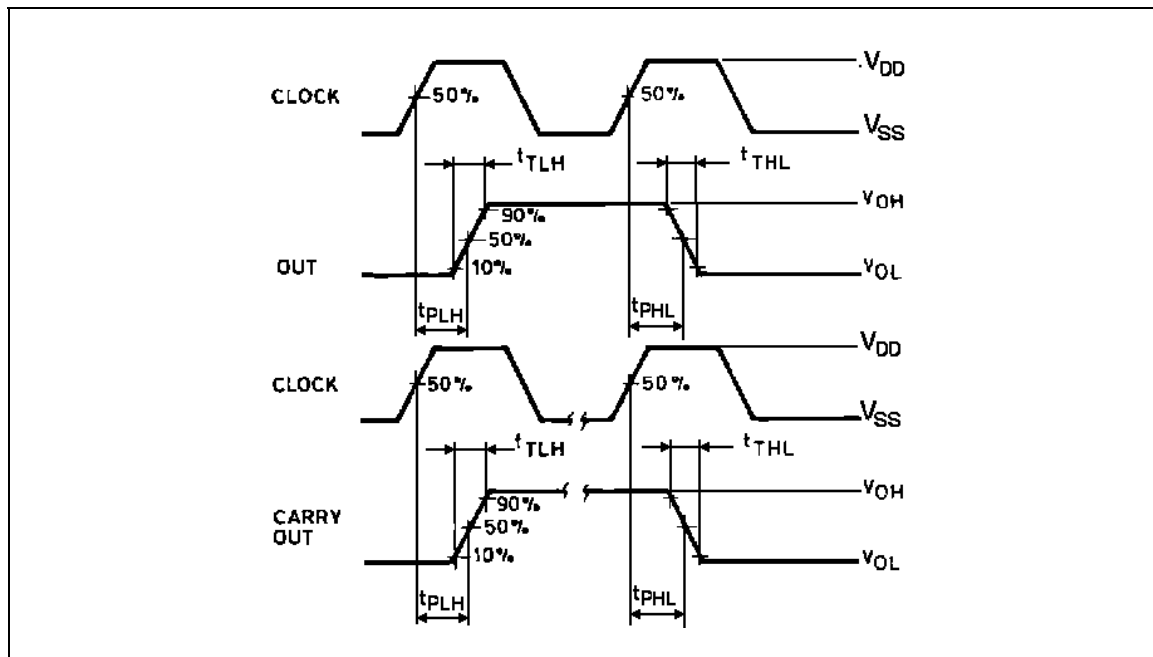 VDD
CLOCK 50% 50%
VSS
tTLH tTHL
VOH
90%
50%
OUT 10% VOL
tPLH tPHL
VDD
CLOCK 50% 50%
VSS
tTLH tTHL
VOH
90%
CARRY 50%
OUT
10% VOL
tPLH tPHL